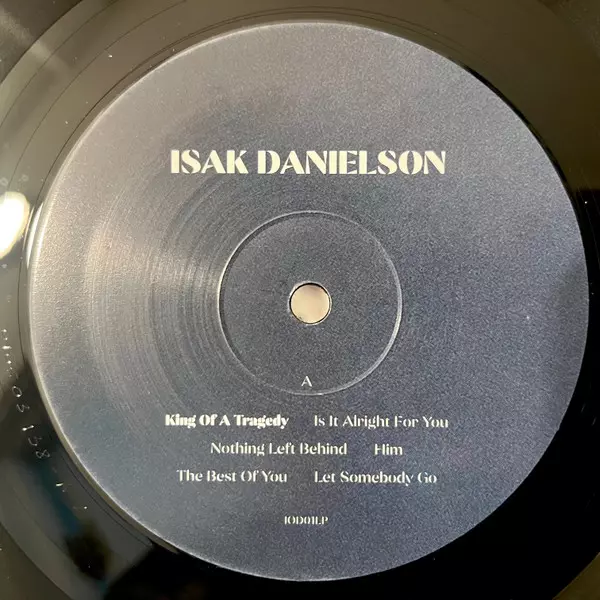 ISAK DANIELSON
A
King Of A Tragedy Is It Alright For You
Nothing Left Behind Him
The Best Of You Let Somebody Go
IOD01LP